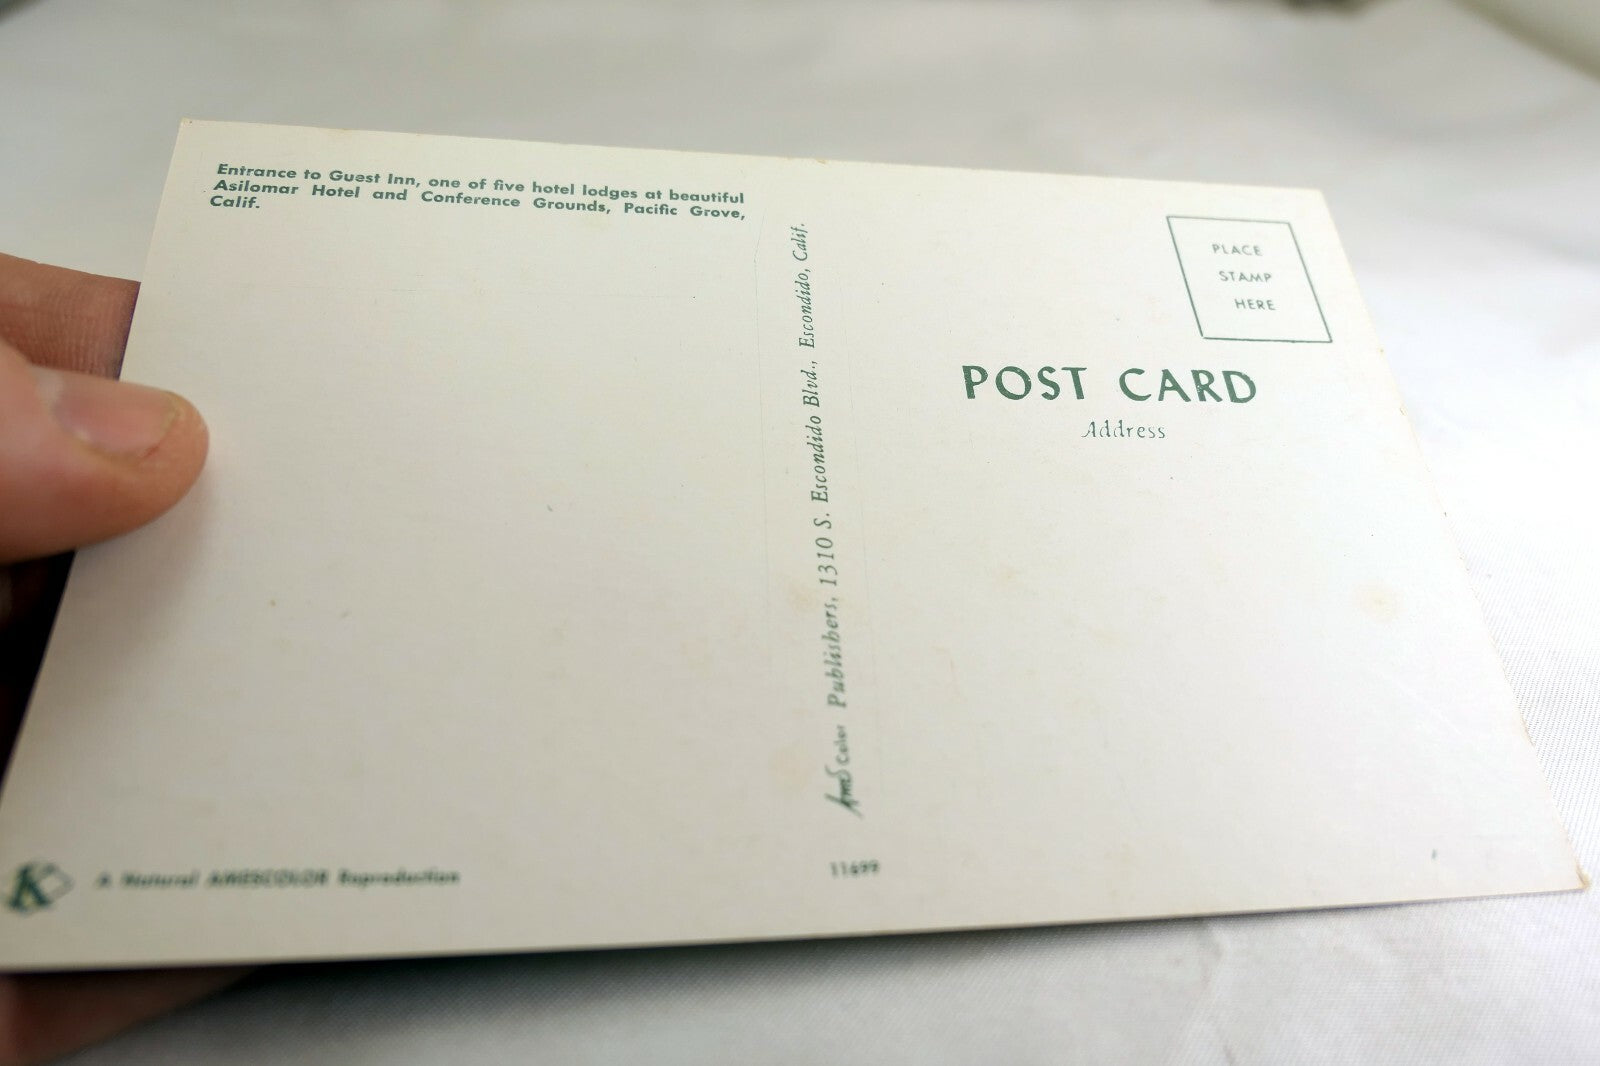 Entrance to Guest Inn, one of five hotel lodges at beautiful
Asilomar Hotel and Conference Grounds, Pacific Grove,
Calif.
PLACE
STAMP
HERE
POST CARD
Address
AmesColor Publishers, 1310 S. Escondido Blvd., Escondido, Calif.
K
A Natural AMESCOLOR Reproduction
11699